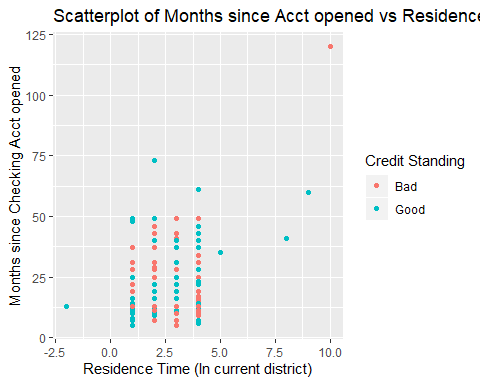 Scatterplot of Months since Acct opened vs Residence
125
100
75
50
25
0
Months since Checking Acct opened
-2.5 0.0 2.5 5.0 7.5 10.0
Residence Time (In current district)
Credit Standing
Bad
Good